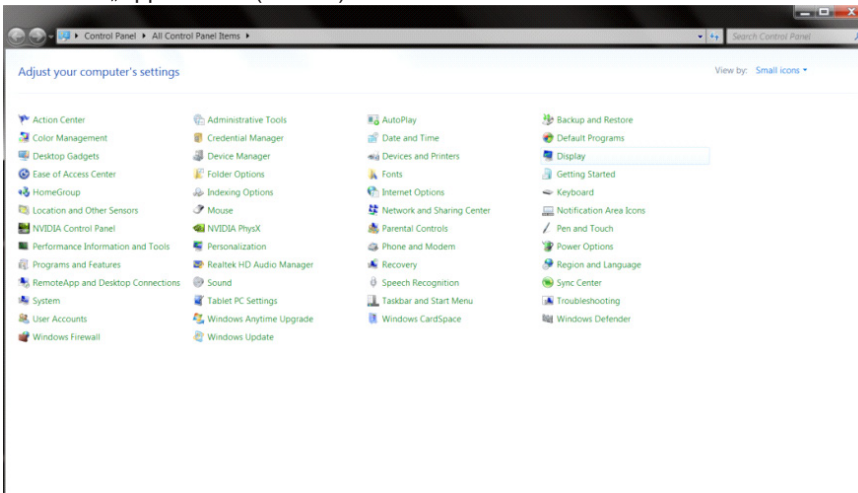 Control Panel ▸ All Control Panel Items ▸ Search Control Panel
Adjust your computer's settings View by: Small icons
Action Center Administrative Tools AutoPlay Backup and Restore
Color Management Credential Manager Date and Time Default Programs
Desktop Gadgets Device Manager Devices and Printers Display
Ease of Access Center Folder Options Fonts Getting Started
HomeGroup Indexing Options Internet Options Keyboard
Location and Other Sensors Mouse Network and Sharing Center Notification Area Icons
NVIDIA Control Panel NVIDIA PhysX Parental Controls Pen and Touch
Performance Information and Tools Personalization Phone and Modem Power Options
Programs and Features Realtek HD Audio Manager Recovery Region and Language
RemoteApp and Desktop Connections Sound Speech Recognition Sync Center
System Tablet PC Settings Taskbar and Start Menu Troubleshooting
User Accounts Windows Anytime Upgrade Windows CardSpace Windows Defender
Windows Firewall Windows Update